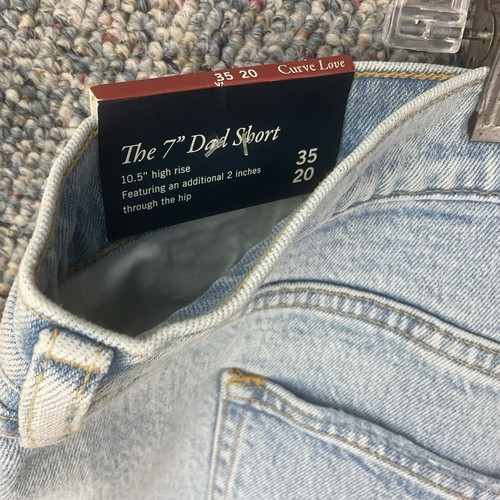 35 20 Curve Love
The 7" Dad Short
10.5" high rise
Featuring an additional 2 inches
through the hip
35
20